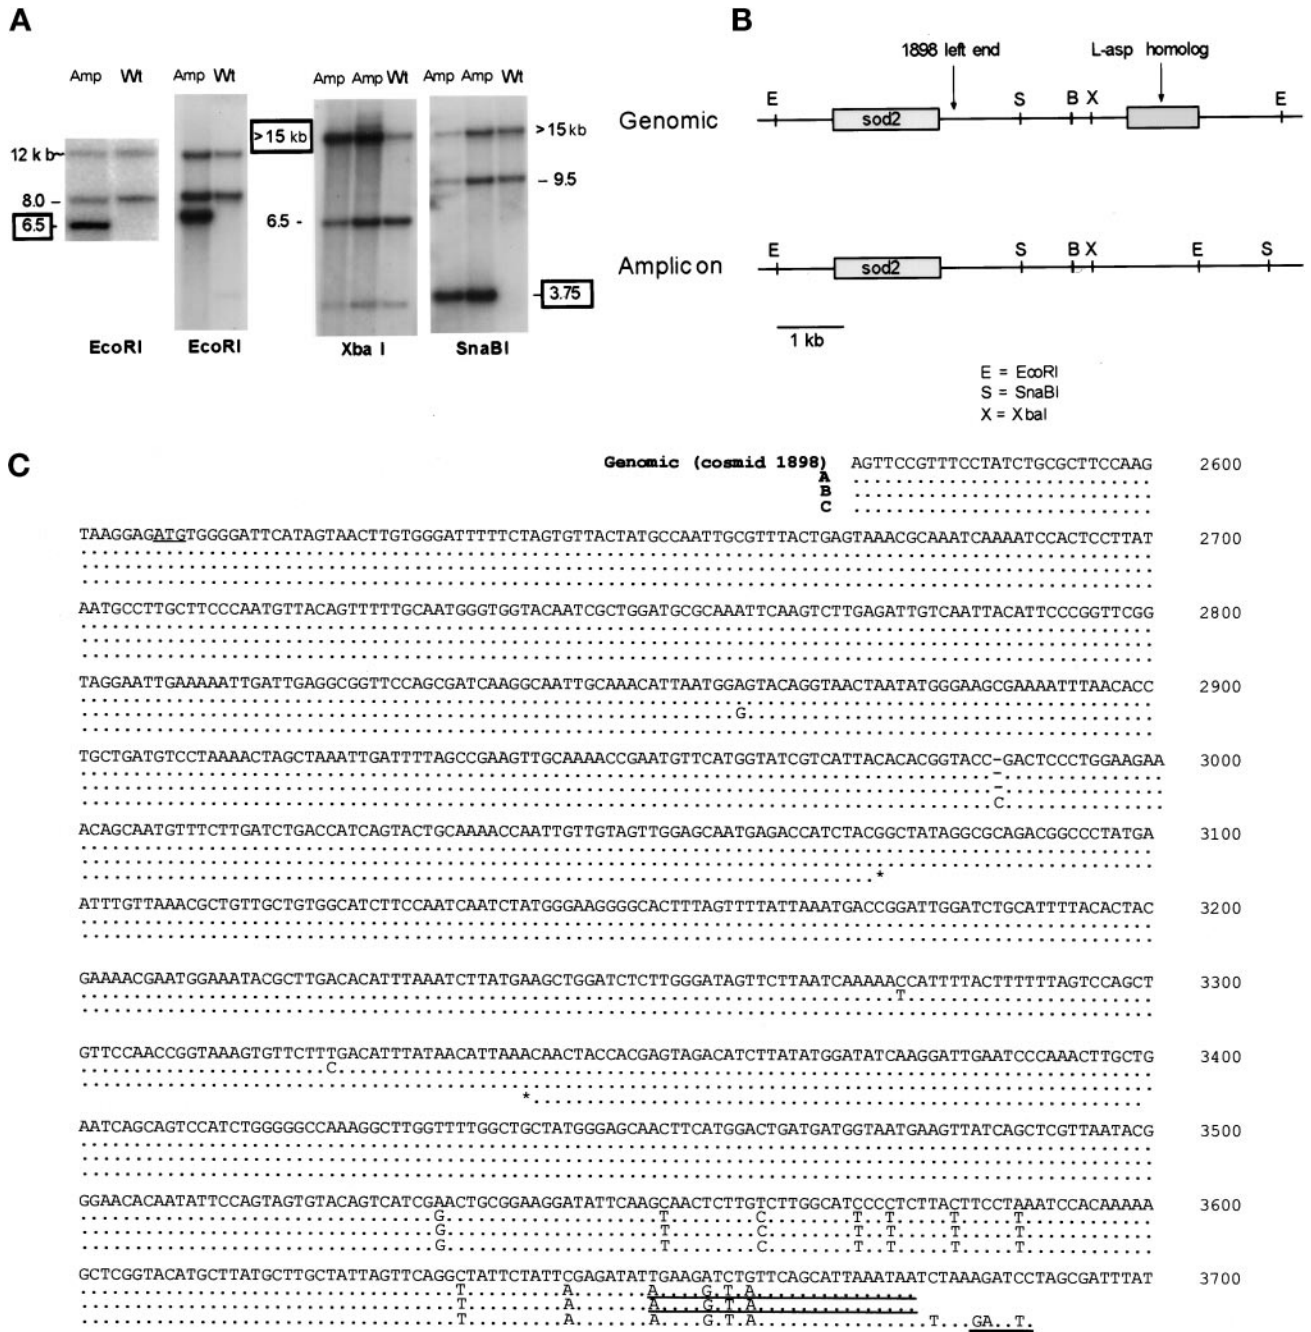 A
Amp Wt
Amp Wt
Amp Amp Wt
Amp Amp Wt
12 kb~
8.0 –
6.5 -
>15 kb
6.5 -
>15 kb
– 9.5
3.75
EcoRI
EcoRI
Xba I
SnaBI
B
1898 left end
L-asp homolog
Genomic
E
sod2
S
B X
E
Amplicon
E
sod2
S
B X
E
S
1 kb
E = EcoRI
S = SnaBI
X = XbaI
C
Genomic (cosmid 1898) AGTTCCGTTTCCTATCTGCGCTTCCAAG 2600
A
B
C
TAAGGAGATGTGGGGATTCATAGTAACTTGTGGGATTTTTCTAGTGTTACTATGCCAATTGCGTTTACTGAGTAAACGCAAATCAAAATCCACTCCTTAT 2700
AATGCCTTGCTTCCCAATGTTACAGTTTTTGCAATGGGTGGTACAATCGCTGGATGCGCAAATTCAAGTCTTGAGATTGTCAATTACATTCCCGGTTCGG 2800
TAGGAATTGAAAAATTGATTGAGGCGGTTCCAGCGATCAAGGCAATTGCAAACATTAATGGAGTACAGGTAACTAATATGGGAAGCGAAAATTTAACACC 2900
G
TGCTGATGTCCTAAAACTAGCTAAATTGATTTTAGCCGAAGTTGCAAAACCGAATGTTCATGGTATCGTCATTACACACGGTACC-GACTCCCTGGAAGAA 3000
–
–
C
ACAGCAATGTTTCTTGATCTGACCATCAGTACTGCAAAACCAATTGTTGTAGTTGGAGCAATGAGACCATCTACGGCTATAGGCGCAGACGGCCCTATGA 3100
*
ATTTGTTAAACGCTGTTGCTGTGGCATCTTCCAATCAATCTATGGGAAGGGGCACTTTAGTTTTATTAAATGACCGGATTGGATCTGCATTTTACACTAC 3200
GAAAACGAATGGAAATACGCTTGACACATTTAAATCTTATGAAGCTGGATCTCTTGGGATAGTTCTTAATCAAAAACCATTTTACTTTTTTAGTCCAGCT 3300
T
GTTCCAACCGGTAAAGTGTTCTTTGACATTTATAACATTAAACAACTACCACGAGTAGACATCTTATATGGATATCAAGGATTGAATCCCAAACTTGCTG 3400
C
*
AATCAGCAGTCCATCTGGGGGCCAAAGGCTTGGTTTTGGCTGCTATGGGAGCAACTTCATGGACTGATGATGGTAATGAAGTTATCAGCTCGTTAATACG 3500
GGAACACAATATTCCAGTAGTGTACAGTCATCGAACTGCGGAAGGATATTCAAGCAACTCTTGTCTTGGCATCCCCTCTTACTTCCTAAATCCACAAAAA 3600
G T C T T T T
G T C T T T T
G T C T T T T
GCTCGGTACATGCTTATGCTTGCTATTAGTTCAGGCTATTCTATTCGAGATATTGAAGATCTGTTCAGCATTAAATAATCTAAAGATCCTAGCGATTTAT 3700
T A A G T A
T A A G T A
T A A G T A T GA T